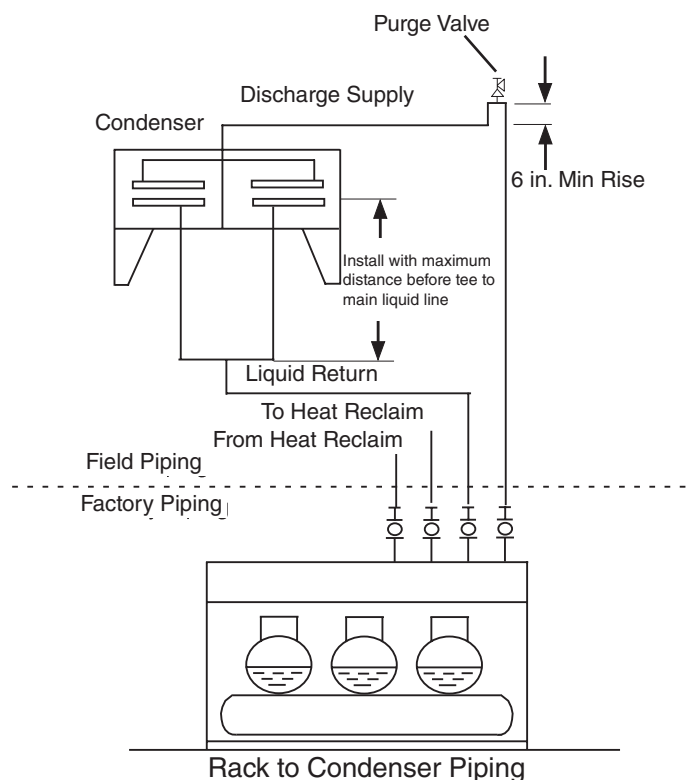 Purge Valve
Discharge Supply
Condenser
6 in. Min Rise
Install with maximum
distance before tee to
main liquid line
Liquid Return
To Heat Reclaim
From Heat Reclaim
Field Piping
Factory Piping
Rack to Condenser Piping